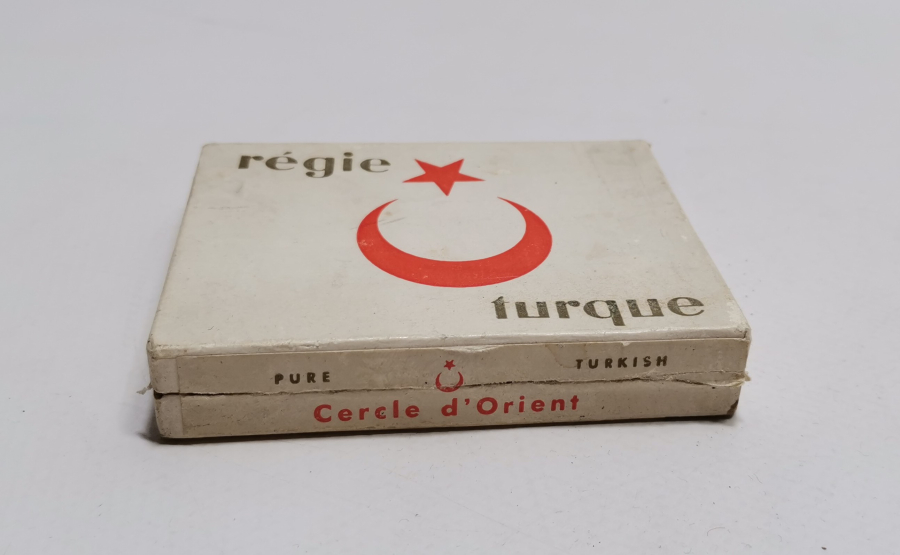 régie
turque
PURE TURKISH
Cercle d'Orient